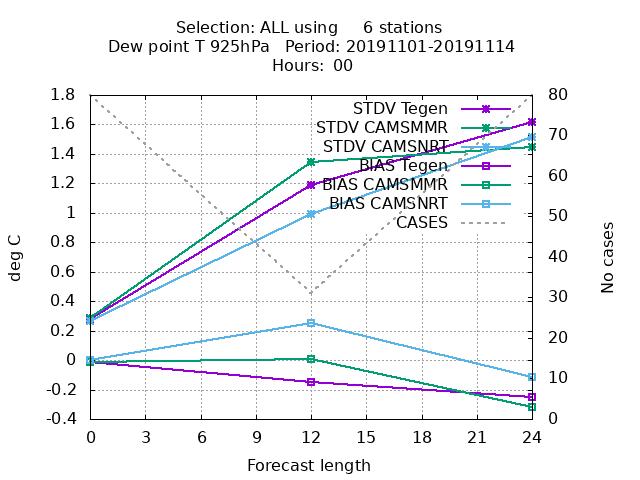 Selection: ALL using     6 stations
Dew point T 925hPa   Period: 20191101-20191114
Hours:  00
deg C
1.8
1.6
1.4
1.2
1
0.8
0.6
0.4
0.2
0
-0.2
-0.4
STDV Tegen
STDV CAMSMMR
STDV CAMSNRT
BIAS Tegen
BIAS CAMSMMR
BIAS CAMSNRT
CASES
80
70
60
50
40
30
20
10
0
No cases
0 3 6 9 12 15 18 21 24
Forecast length